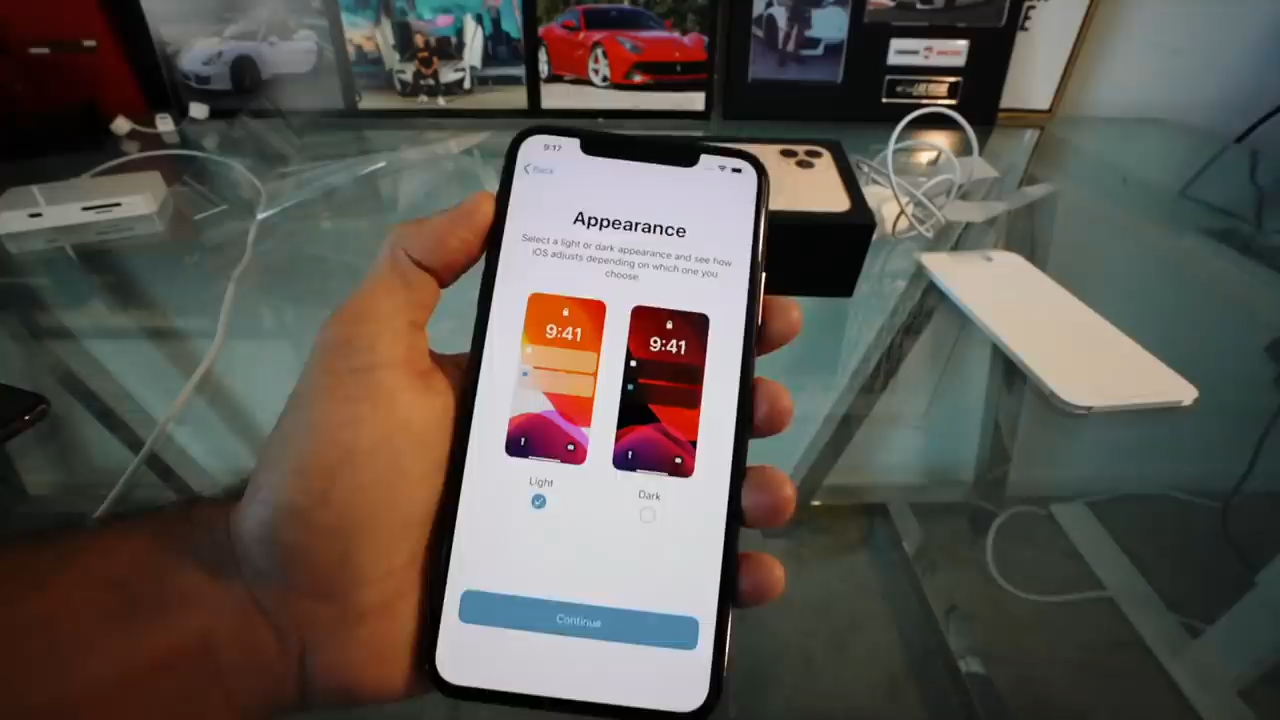 9:17
Back
Appearance
Select a light or dark appearance and see how
iOS adjusts depending on which one you
choose.
9:41
9:41
Light
Dark
Continue
E